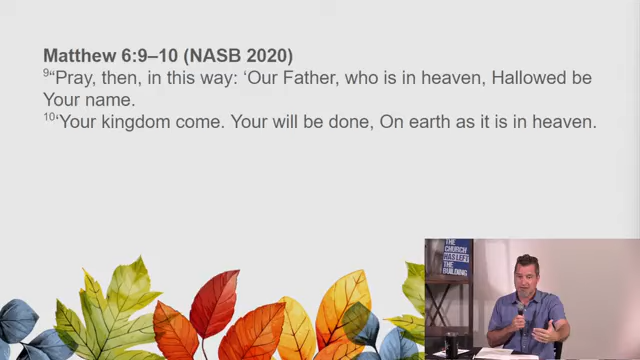 Matthew 6:9–10 (NASB 2020)
⁹“Pray, then, in this way: ‘Our Father, who is in heaven, Hallowed be
Your name.
¹⁰‘Your kingdom come. Your will be done, On earth as it is in heaven.
THE
CHURCH
HAS LEFT
THE
BUILDING